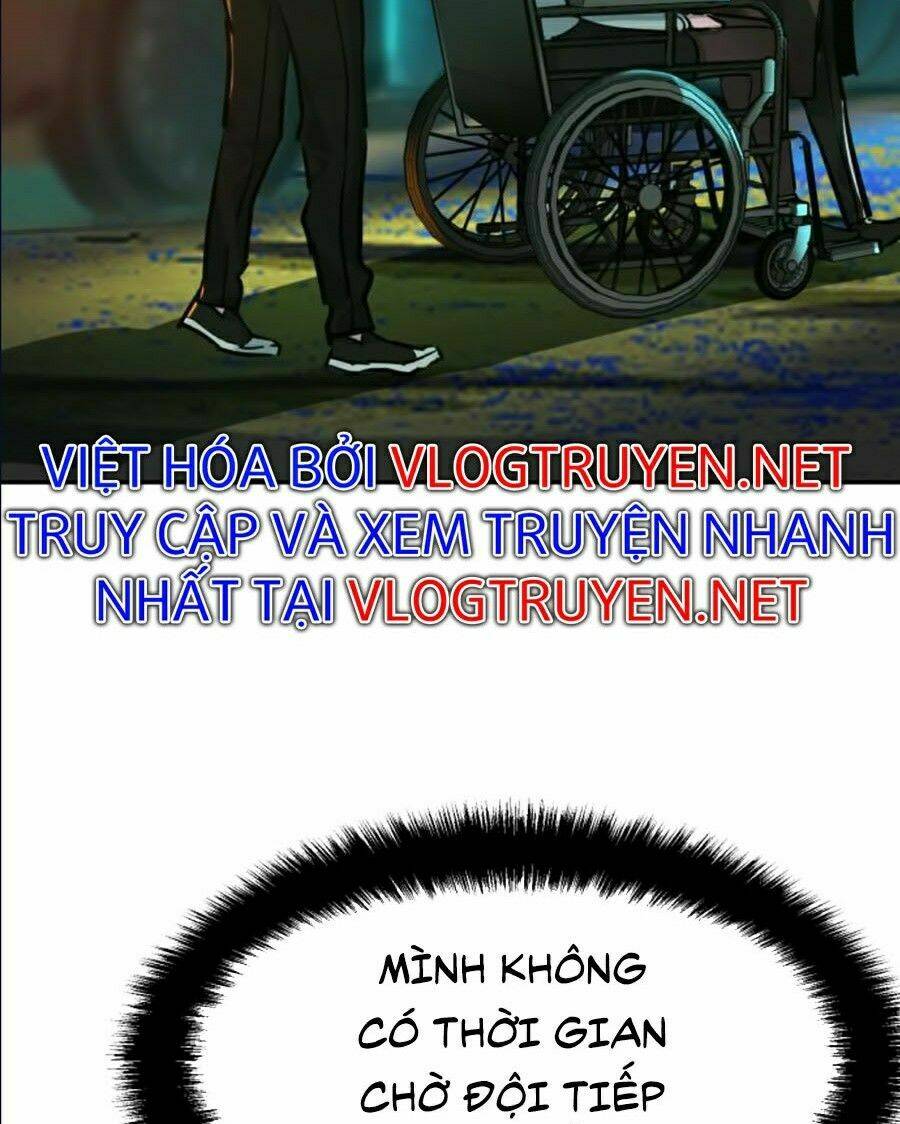 VIỆT HÓA BỞI VLOGTRUYEN.NET
TRUY CẬP VÀ XEM TRUYỆN NHANH
NHẤT TẠI VLOGTRUYEN.NET
MÌNH KHÔNG
CÓ THỜI GIAN
CHỜ ĐỘI TIẾP